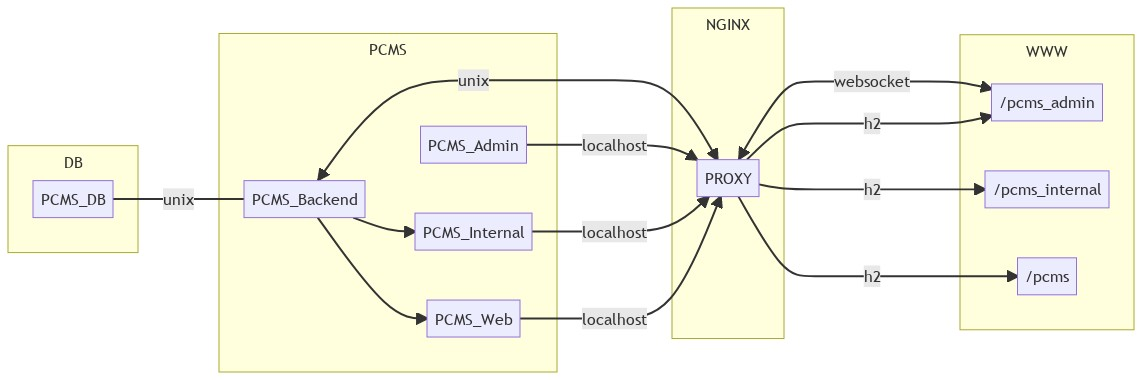 DB
PCMS_DB
unix
PCMS
unix
PCMS_Backend
PCMS_Admin
PCMS_Internal
PCMS_Web
localhost
localhost
localhost
NGINX
PROXY
websocket
h2
h2
h2
WWW
/pcms_admin
/pcms_internal
/pcms